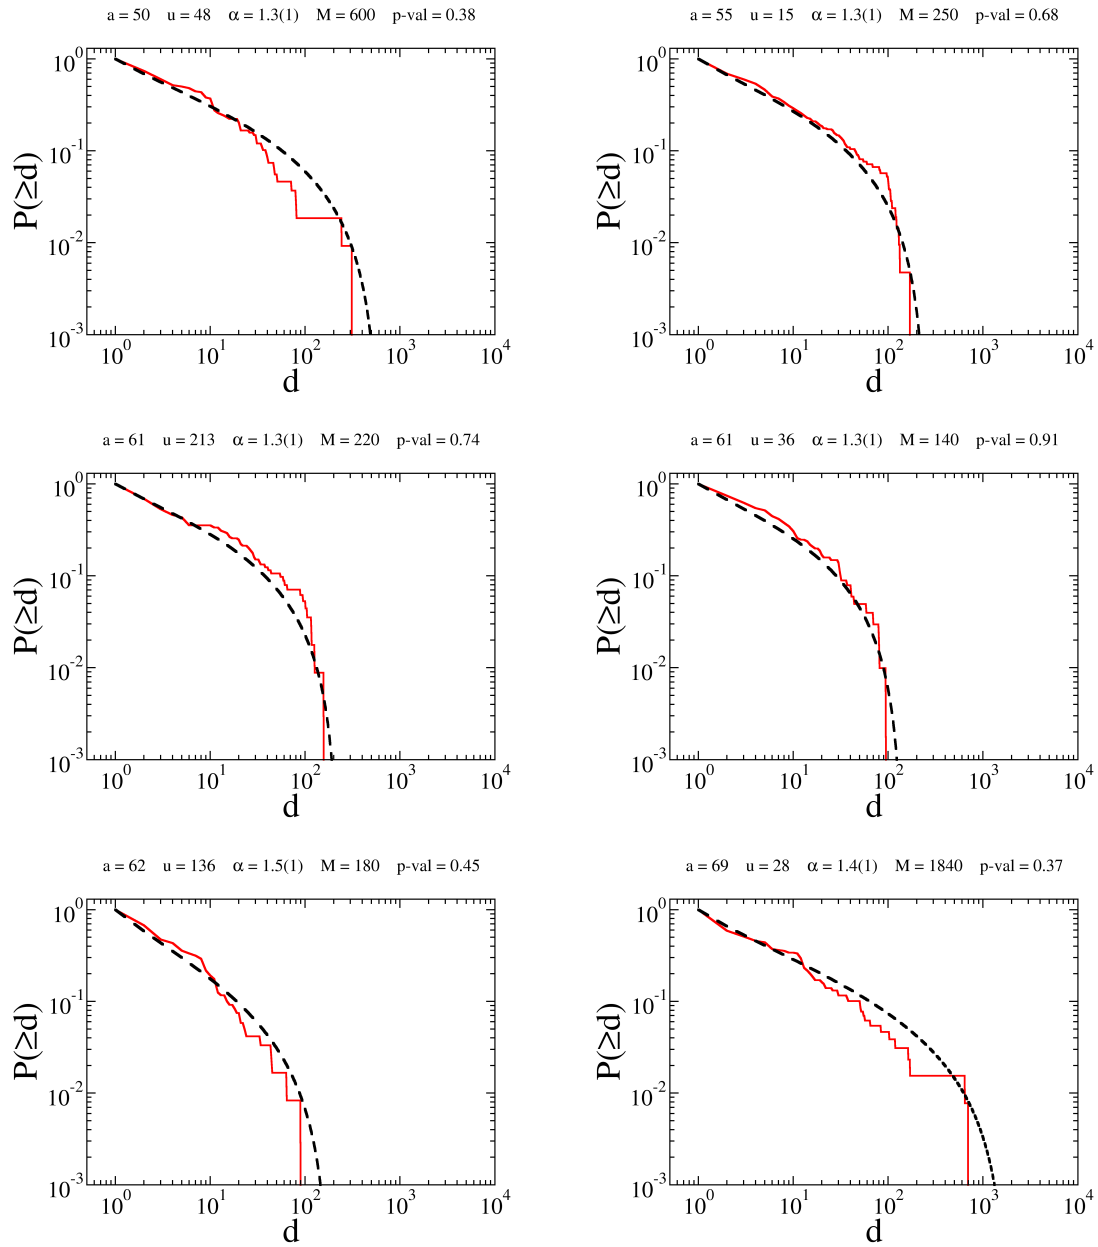 a = 50 u = 48 α = 1.3(1) M = 600 p-val = 0.38
10^0
10^-1
10^-2
10^-3
P(≥d)
10^0 10^1 10^2 10^3 10^4
d
a = 55 u = 15 α = 1.3(1) M = 250 p-val = 0.68
10^0
10^-1
10^-2
10^-3
P(≥d)
10^0 10^1 10^2 10^3 10^4
d
a = 61 u = 213 α = 1.3(1) M = 220 p-val = 0.74
10^0
10^-1
10^-2
10^-3
P(≥d)
10^0 10^1 10^2 10^3 10^4
d
a = 61 u = 36 α = 1.3(1) M = 140 p-val = 0.91
10^0
10^-1
10^-2
10^-3
P(≥d)
10^0 10^1 10^2 10^3 10^4
d
a = 62 u = 136 α = 1.5(1) M = 180 p-val = 0.45
10^0
10^-1
10^-2
10^-3
P(≥d)
10^0 10^1 10^2 10^3 10^4
d
a = 69 u = 28 α = 1.4(1) M = 1840 p-val = 0.37
10^0
10^-1
10^-2
10^-3
P(≥d)
10^0 10^1 10^2 10^3 10^4
d